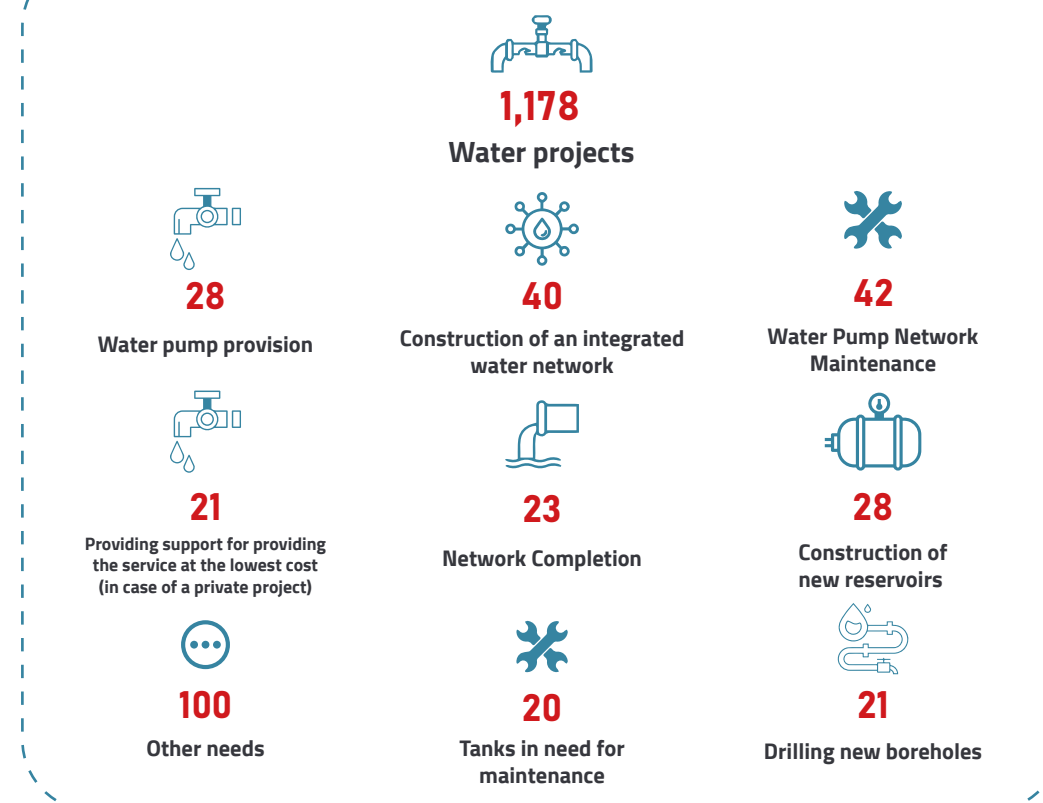 1,178
Water projects
28
Water pump provision
40
Construction of an integrated
water network
42
Water Pump Network
Maintenance
21
Providing support for providing
the service at the lowest cost
(in case of a private project)
23
Network Completion
28
Construction of
new reservoirs
100
Other needs
20
Tanks in need for
maintenance
21
Drilling new boreholes